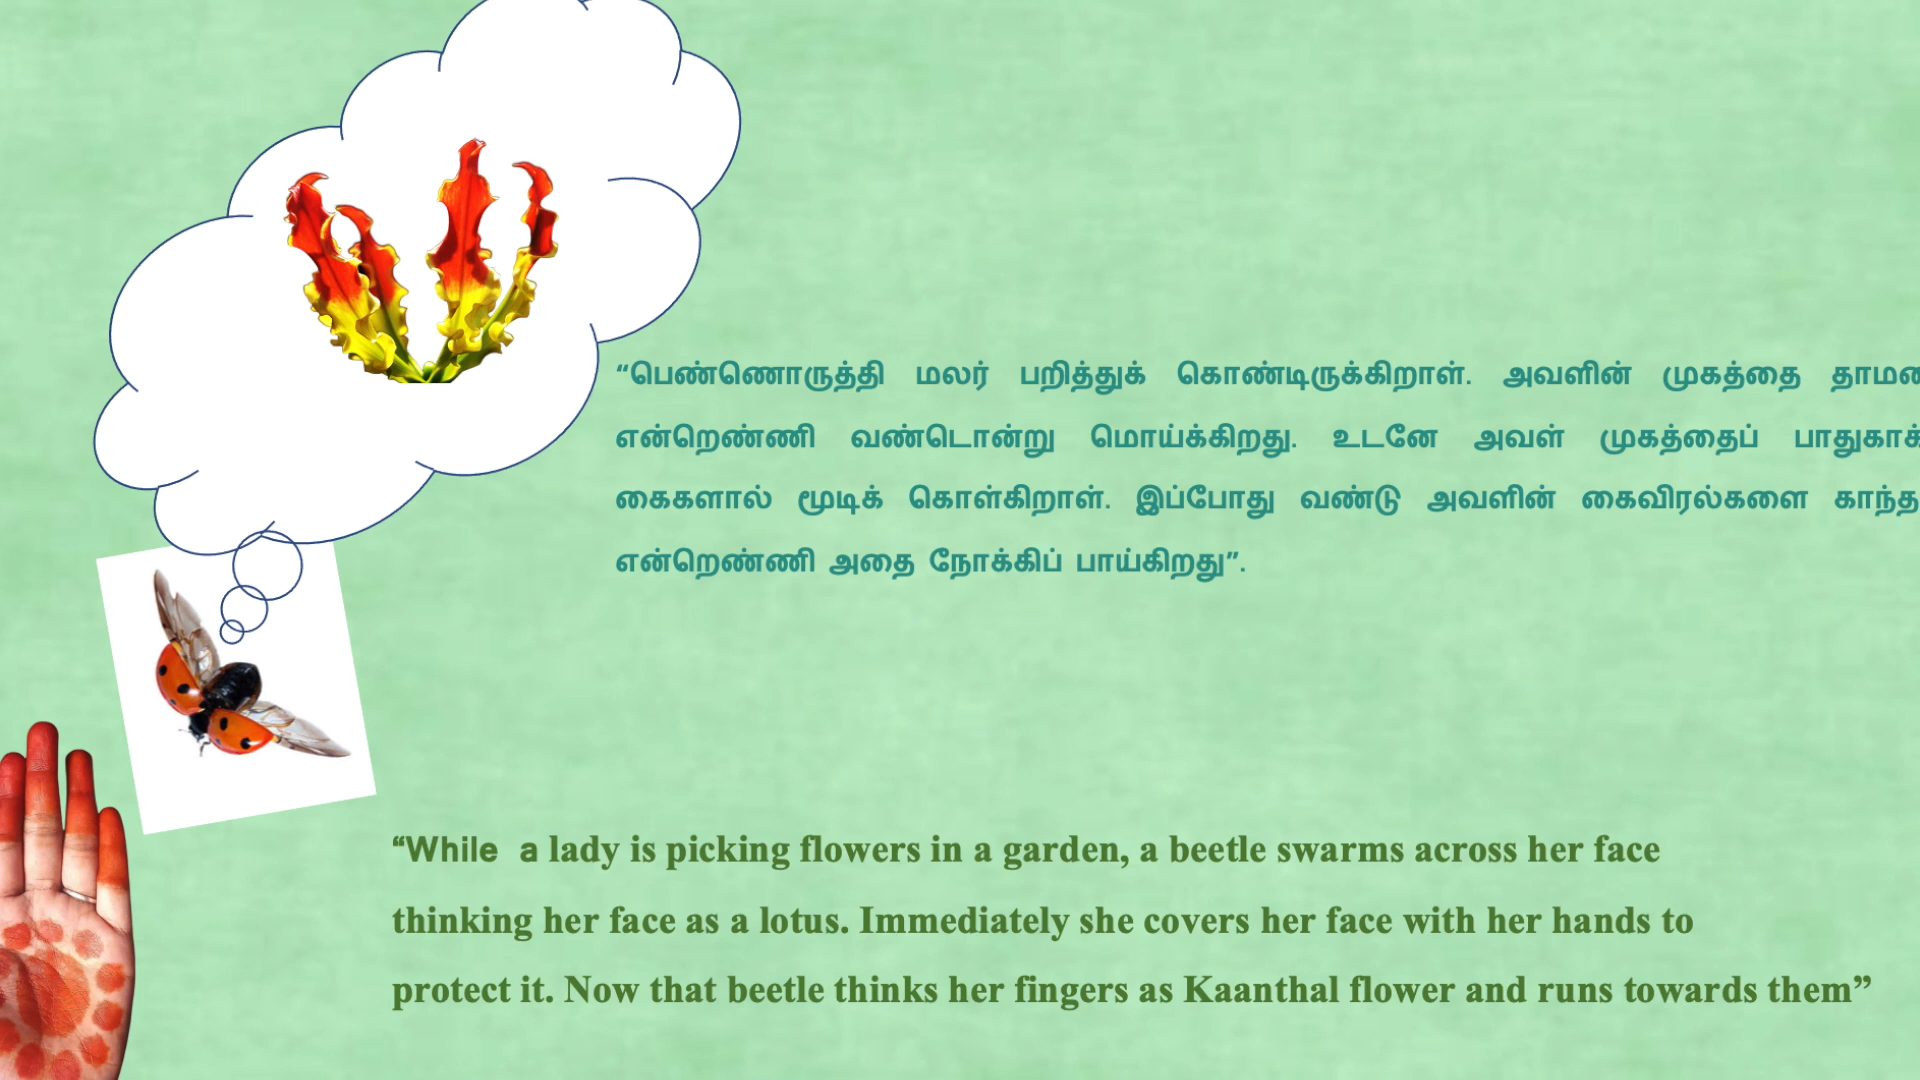 “பெண்ணொருத்தி மலர் பறித்துக் கொண்டிருக்கிறாள். அவளின் முகத்தை
என்றெண்ணி வண்டொன்று மொய்க்கிறது. உடனே அவள் முகத்தைப்
கைகளால் மூடிக் கொள்கிறாள். இப்போது வண்டு அவளின் கைவிரல்களை
என்றெண்ணி அதை நோக்கிப் பாய்கிறது”.
“While a lady is picking flowers in a garden, a beetle swarms across her face
thinking her face as a lotus. Immediately she covers her face with her hands to
protect it. Now that beetle thinks her fingers as Kaanthal flower and runs towards them”